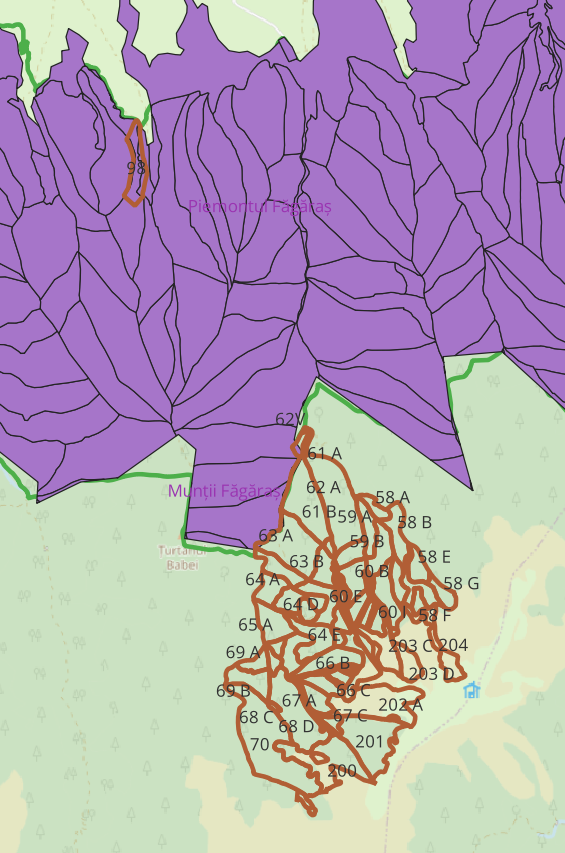 98
Piemontul Făgăraș
62V
61 A
Munții Făgăraș
62 A
58 A
61 B
59 A
58 B
63 A
59 B
Turtanul
Babei
63 B
58 E
64 A
60 B
58 G
64 D
60 E
60 I
58 F
65 A
64 E
203 C
204
69 A
66 B
203 D
69 B
66 C
67 A
202 A
68 C
67 C
68 D
70
201
200